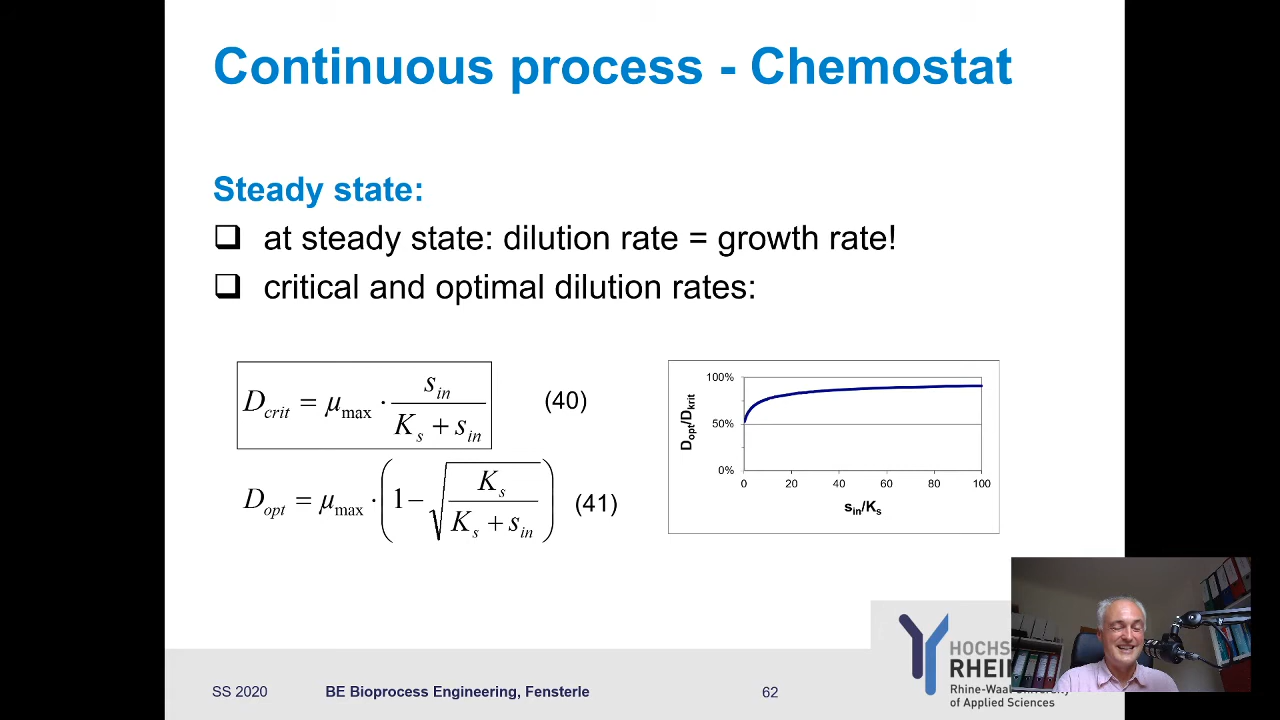 Continuous process - Chemostat
Steady state:
❑ at steady state: dilution rate = growth rate!
❑ critical and optimal dilution rates:
D_crit = μ_max · s_in / (K_s + s_in) (40)
D_opt = μ_max · (1 − √(K_s / (K_s + s_in))) (41)
100%
50%
0%
D_opt/D_krit
0 20 40 60 80 100
s_in/K_s
HOCHS
RHEIN
Rhine-Waal
of Applied Sciences
SS 2020 BE Bioprocess Engineering, Fensterle 62